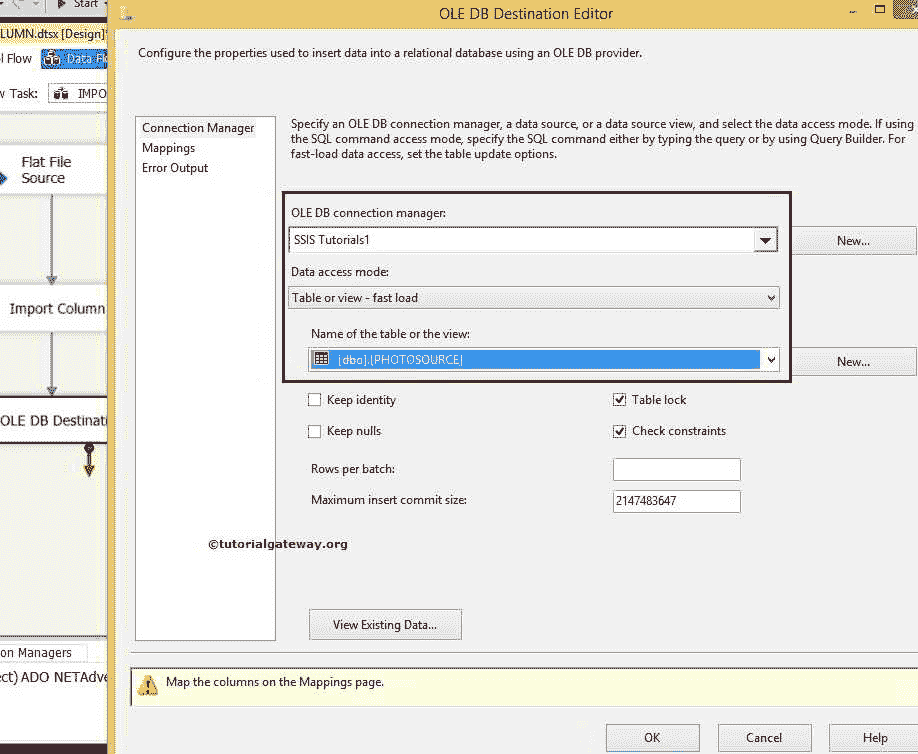 Start
OLE DB Destination Editor
LUMN.dtsx [Design]*
l Flow
Data Fl
Configure the properties used to insert data into a relational database using an OLE DB provider.
w Task:
IMPO
Connection Manager
Mappings
Error Output
Specify an OLE DB connection manager, a data source, or a data source view, and select the data access mode. If using
the SQL command access mode, specify the SQL command either by typing the query or by using Query Builder. For
fast-load data access, set the table update options.
Flat File
Source
OLE DB connection manager:
SSIS Tutorials1
New...
Data access mode:
Table or view - fast load
Import Column
Name of the table or the view:
[dbo].[PHOTOSOURCE]
New...
Keep identity
Table lock
OLE DB Destinati
Keep nulls
Check constraints
Rows per batch:
Maximum insert commit size:
2147483647
©tutorialgateway.org
View Existing Data...
on Managers
ect) ADO NETAdve
Map the columns on the Mappings page.
OK
Cancel
Help